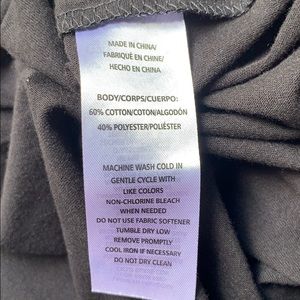 MADE IN CHINA/
FABRIQUÉ EN CHINE/
HECHO EN CHINA
BODY/CORPS/CUERPO:
60% COTTON/COTON/ALGODÓN
40% POLYESTER/POLIÉSTER
MACHINE WASH COLD IN
GENTLE CYCLE WITH
LIKE COLORS
NON-CHLORINE BLEACH
WHEN NEEDED
DO NOT USE FABRIC SOFTENER
TUMBLE DRY LOW
REMOVE PROMPTLY
COOL IRON IF NECESSARY
DO NOT DRY CLEAN